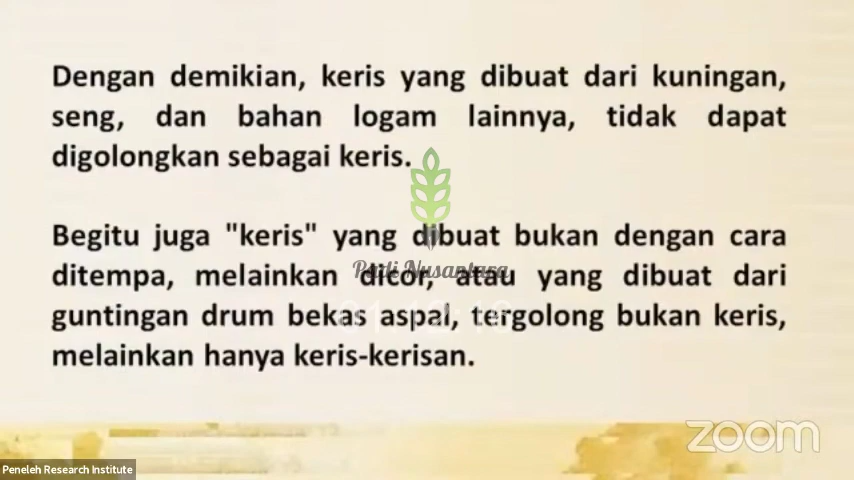 Dengan demikian, keris yang dibuat dari kuningan,
seng, dan bahan logam lainnya, tidak dapat
digolongkan sebagai keris.
Begitu juga "keris" yang dibuat bukan dengan cara
ditempa, melainkan dicor, atau yang dibuat dari
Padi Nusantara
guntingan drum bekas aspal, tergolong bukan keris,
melainkan hanya keris-kerisan.
zoom
Peneleh Research Institute